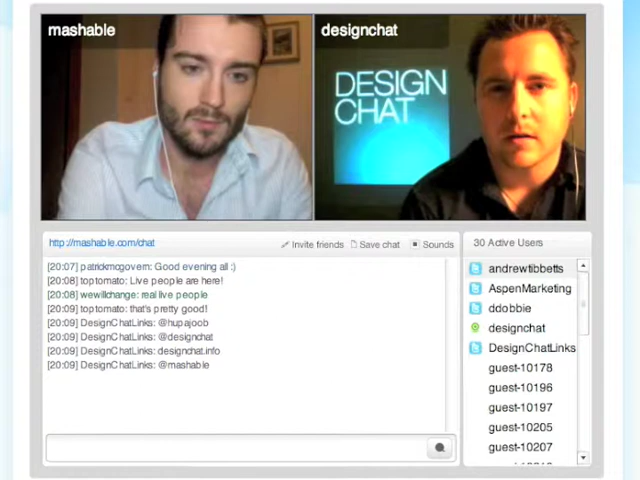 mashable
designchat
DESIGN
CHAT
http://mashable.com/chat
Invite friends
Save chat
Sounds
30 Active Users
[20:07] patrickmcgovern: Good evening all :)
[20:08] toptomato: Live people are here!
[20:08] wewillchange: real live people
[20:09] toptomato: that's pretty good!
[20:09] DesignChatLinks: @hupajoob
[20:09] DesignChatLinks: @designchat
[20:09] DesignChatLinks: designchat.info
[20:09] DesignChatLinks: @mashable
andrewtibbetts
AspenMarketing
ddobbie
designchat
DesignChatLinks
guest-10178
guest-10196
guest-10197
guest-10205
guest-10207